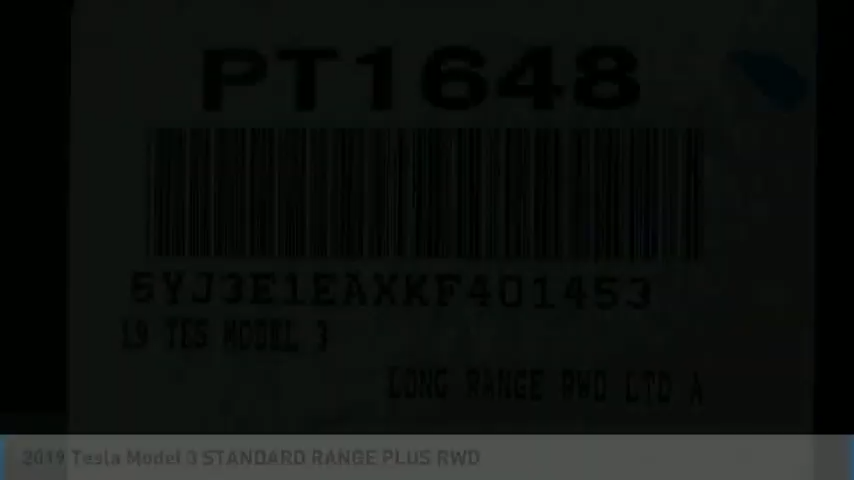 PT1648
5YJ3E1EAXKF401453
19 TES MODEL 3
LONG RANGE RWD LTD A
2019 Tesla Model 3 STANDARD RANGE PLUS RWD